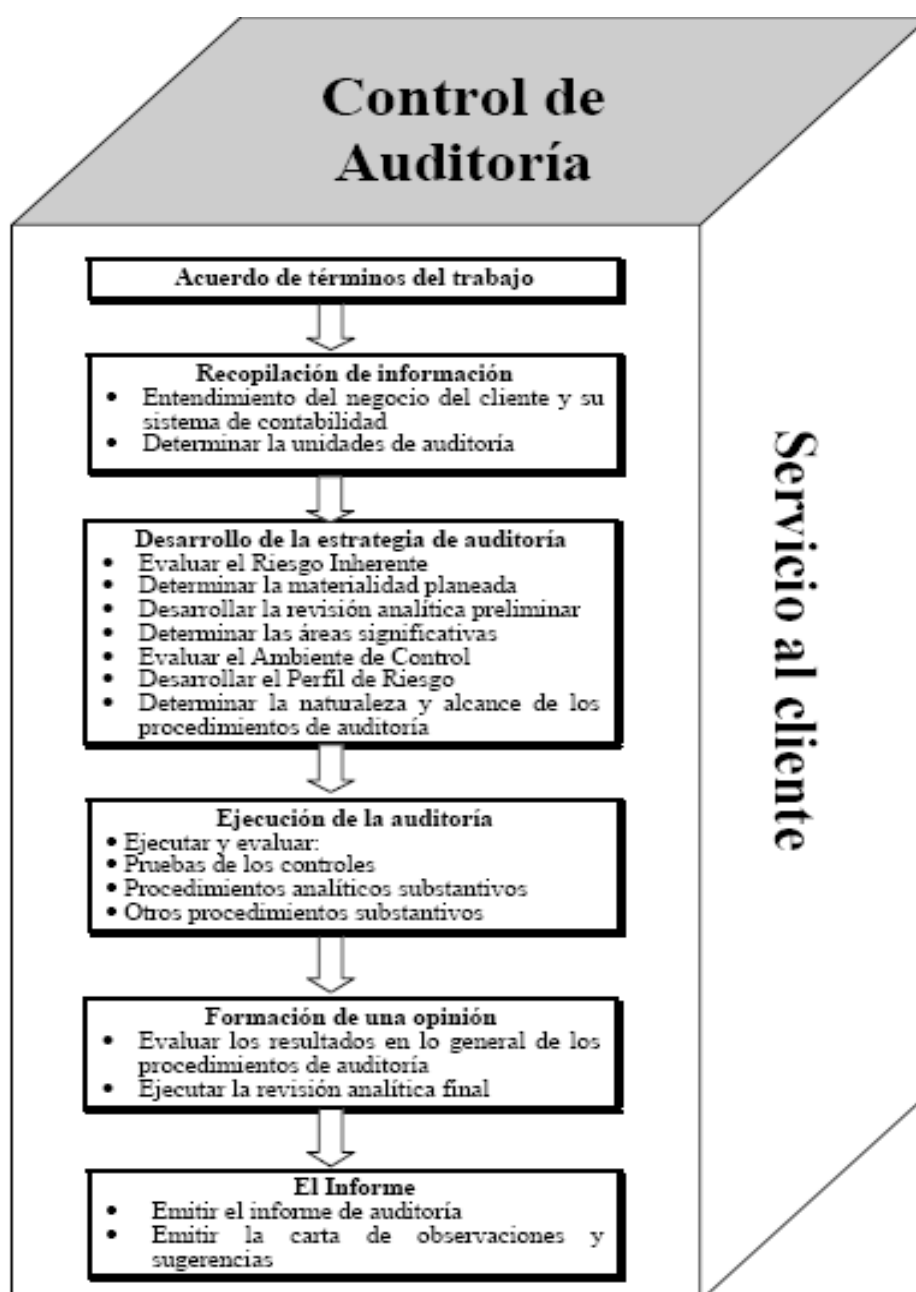 Control de
Auditoría
Acuerdo de términos del trabajo
Recopilación de información
• Entendimiento del negocio del cliente y su
sistema de contabilidad
• Determinar la unidades de auditoría
Desarrollo de la estrategia de auditoría
• Evaluar el Riesgo Inherente
• Determinar la materialidad planeada
• Desarrollar la revisión analítica preliminar
• Determinar las áreas significativas
• Evaluar el Ambiente de Control
• Desarrollar el Perfil de Riesgo
• Determinar la naturaleza y alcance de los
procedimientos de auditoría
Ejecución de la auditoría
• Ejecutar y evaluar:
• Pruebas de los controles
• Procedimientos analíticos substantivos
• Otros procedimientos substantivos
Formación de una opinión
• Evaluar los resultados en lo general de los
procedimientos de auditoría
• Ejecutar la revisión analítica final
El Informe
• Emitir el informe de auditoría
• Emitir la carta de observaciones y
sugerencias
Servicio al cliente